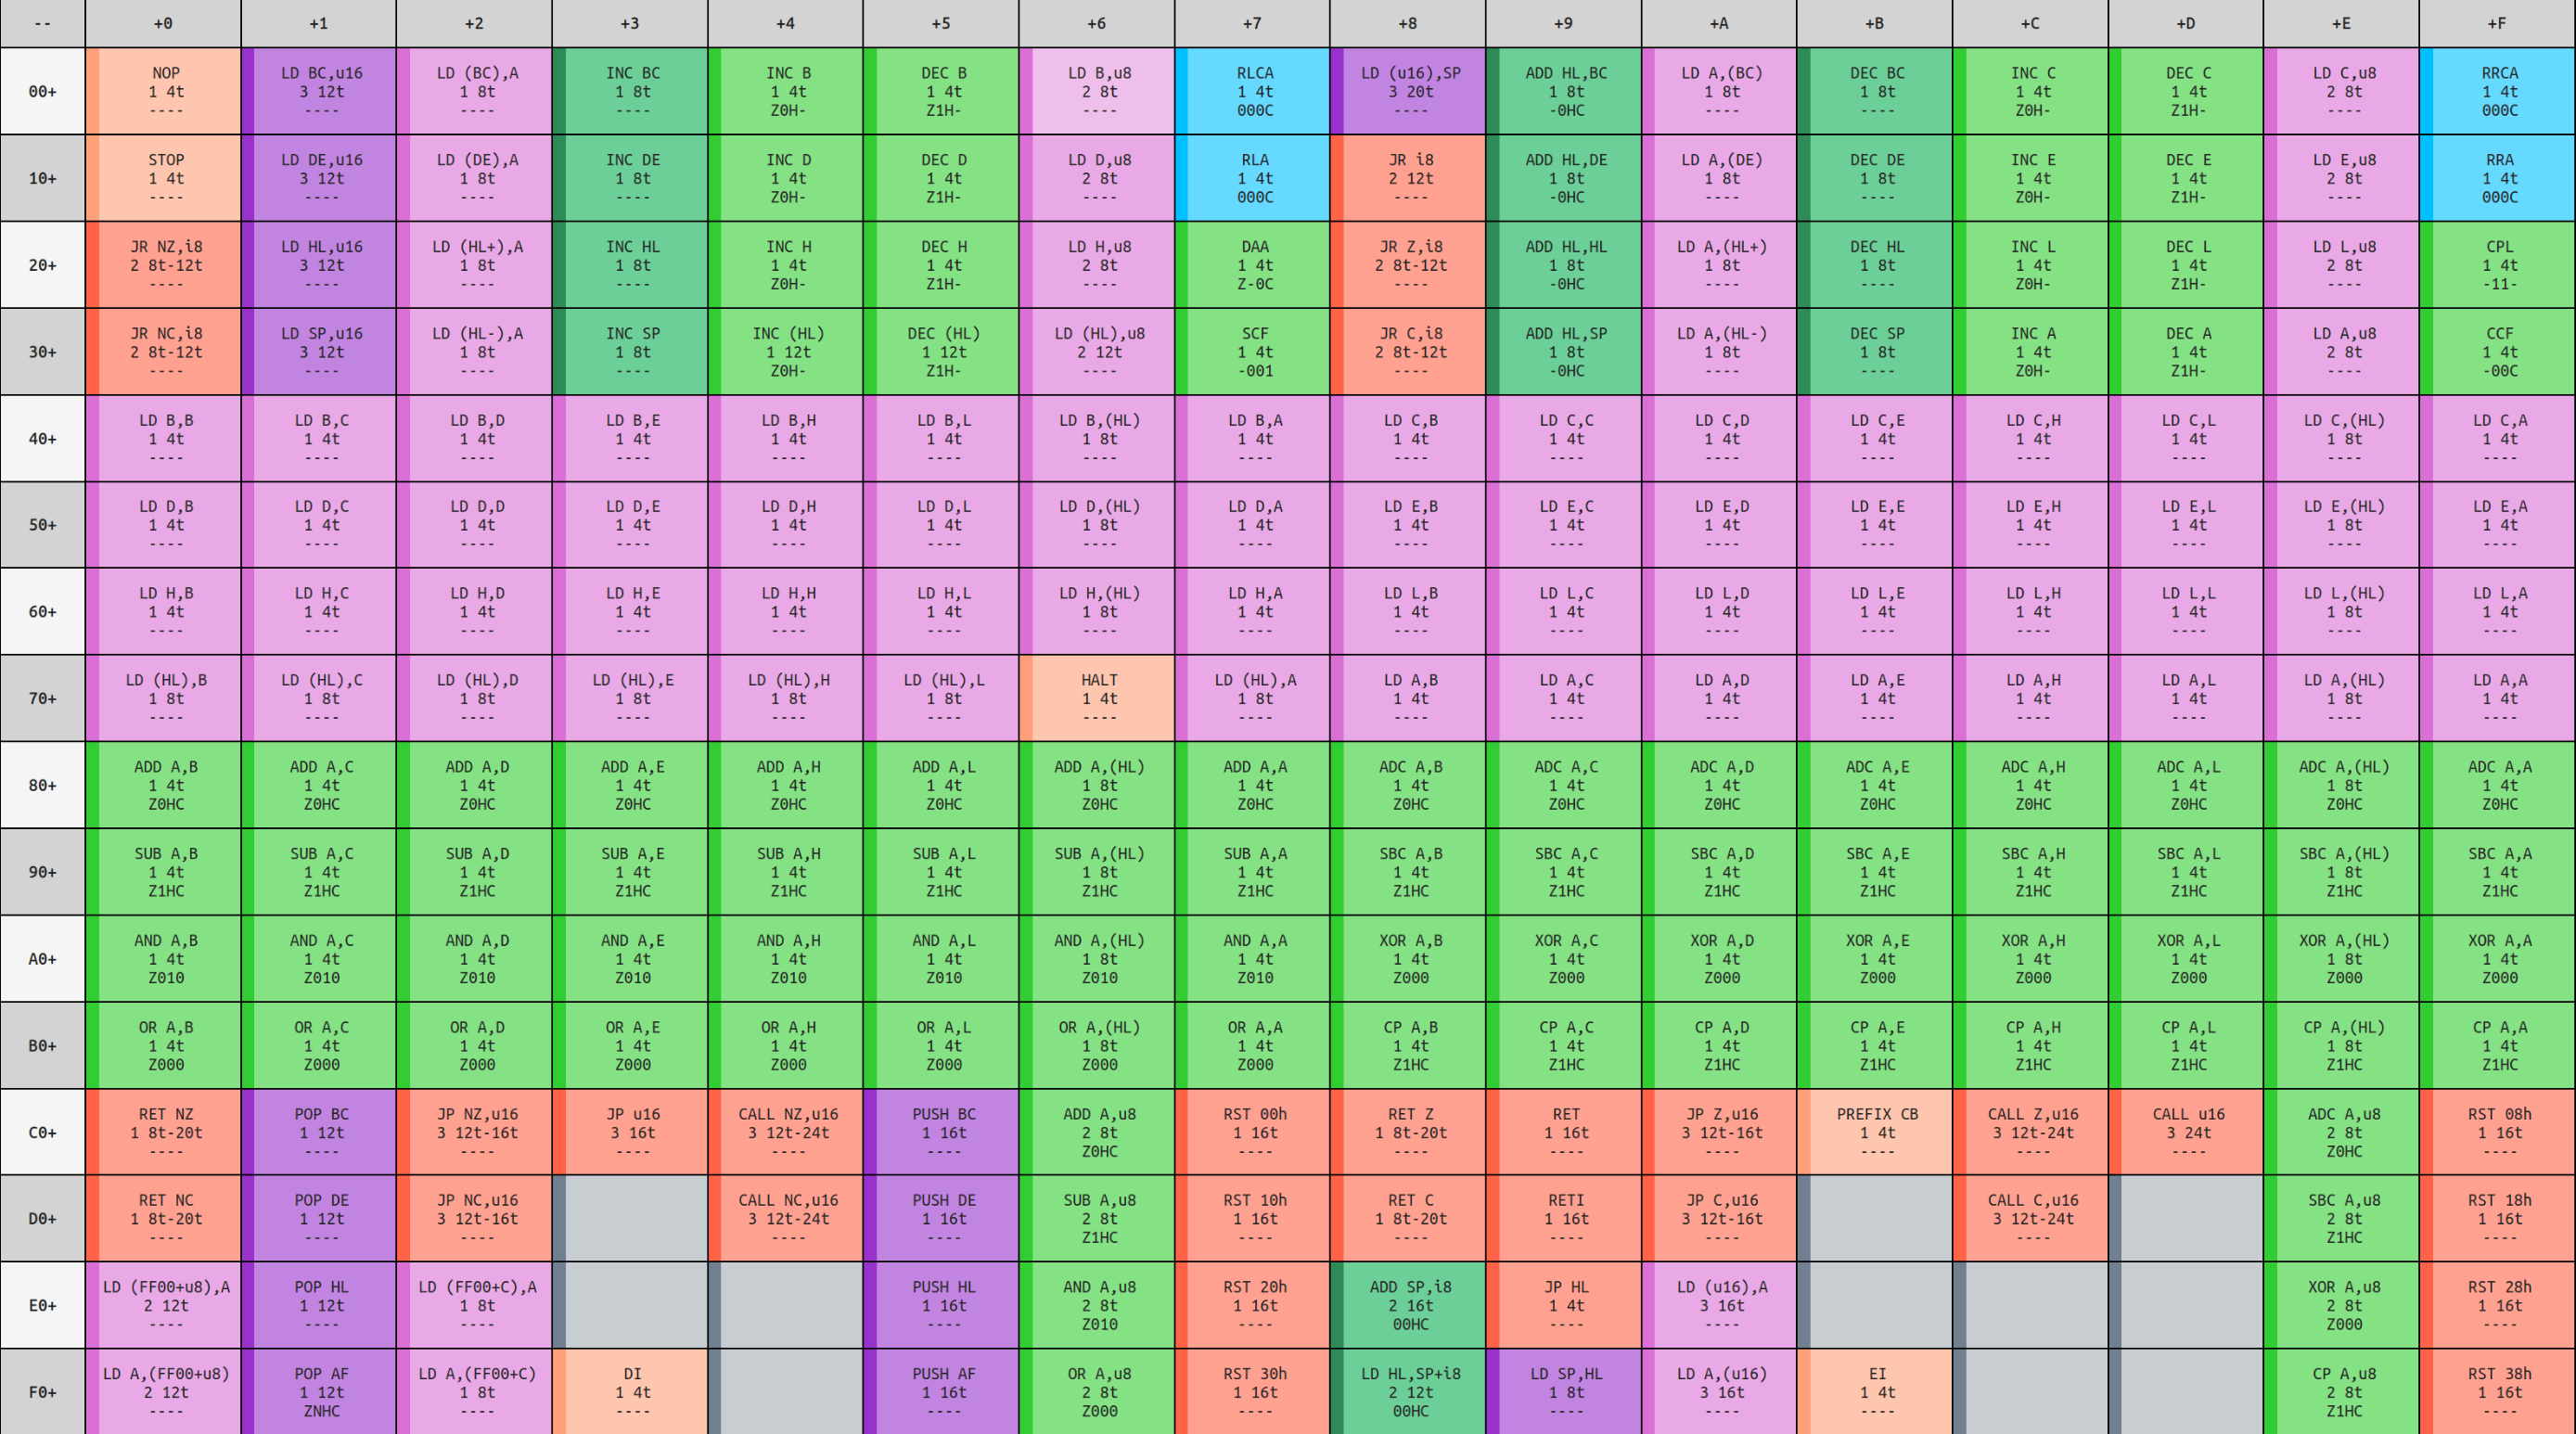 -- +0 +1 +2 +3 +4 +5 +6 +7 +8 +9 +A +B +C +D +E +F
00+
NOP LD BC,u16 LD (BC),A INC BC INC B DEC B LD B,u8 RLCA LD (u16),SP ADD HL,BC LD A,(BC) DEC BC INC C DEC C LD C,u8 RRCA
1 4t 3 12t 1 8t 1 8t 1 4t 1 4t 2 8t 1 4t 3 20t 1 8t 1 8t 1 8t 1 4t 1 4t 2 8t 1 4t
---- ---- ---- ---- Z0H- Z1H- ---- 000C ---- -0HC ---- ---- Z0H- Z1H- ---- 000C
10+
STOP LD DE,u16 LD (DE),A INC DE INC D DEC D LD D,u8 RLA JR i8 ADD HL,DE LD A,(DE) DEC DE INC E DEC E LD E,u8 RRA
1 4t 3 12t 1 8t 1 8t 1 4t 1 4t 2 8t 1 4t 2 12t 1 8t 1 8t 1 8t 1 4t 1 4t 2 8t 1 4t
---- ---- ---- ---- Z0H- Z1H- ---- 000C ---- -0HC ---- ---- Z0H- Z1H- ---- 000C
20+
JR NZ,i8 LD HL,u16 LD (HL+),A INC HL INC H DEC H LD H,u8 DAA JR Z,i8 ADD HL,HL LD A,(HL+) DEC HL INC L DEC L LD L,u8 CPL
2 8t-12t 3 12t 1 8t 1 8t 1 4t 1 4t 2 8t 1 4t 2 8t-12t 1 8t 1 8t 1 8t 1 4t 1 4t 2 8t 1 4t
---- ---- ---- ---- Z0H- Z1H- ---- Z-0C ---- -0HC ---- ---- Z0H- Z1H- ---- -11-
30+
JR NC,i8 LD SP,u16 LD (HL-),A INC SP INC (HL) DEC (HL) LD (HL),u8 SCF JR C,i8 ADD HL,SP LD A,(HL-) DEC SP INC A DEC A LD A,u8 CCF
2 8t-12t 3 12t 1 8t 1 8t 1 12t 1 12t 2 12t 1 4t 2 8t-12t 1 8t 1 8t 1 8t 1 4t 1 4t 2 8t 1 4t
---- ---- ---- ---- Z0H- Z1H- ---- -001 ---- -0HC ---- ---- Z0H- Z1H- ---- -00C
40+
LD B,B LD B,C LD B,D LD B,E LD B,H LD B,L LD B,(HL) LD B,A LD C,B LD C,C LD C,D LD C,E LD C,H LD C,L LD C,(HL) LD C,A
1 4t 1 4t 1 4t 1 4t 1 4t 1 4t 1 8t 1 4t 1 4t 1 4t 1 4t 1 4t 1 4t 1 4t 1 8t 1 4t
---- ---- ---- ---- ---- ---- ---- ---- ---- ---- ---- ---- ---- ---- ---- ----
50+
LD D,B LD D,C LD D,D LD D,E LD D,H LD D,L LD D,(HL) LD D,A LD E,B LD E,C LD E,D LD E,E LD E,H LD E,L LD E,(HL) LD E,A
1 4t 1 4t 1 4t 1 4t 1 4t 1 4t 1 8t 1 4t 1 4t 1 4t 1 4t 1 4t 1 4t 1 4t 1 8t 1 4t
---- ---- ---- ---- ---- ---- ---- ---- ---- ---- ---- ---- ---- ---- ---- ----
60+
LD H,B LD H,C LD H,D LD H,E LD H,H LD H,L LD H,(HL) LD H,A LD L,B LD L,C LD L,D LD L,E LD L,H LD L,L LD L,(HL) LD L,A
1 4t 1 4t 1 4t 1 4t 1 4t 1 4t 1 8t 1 4t 1 4t 1 4t 1 4t 1 4t 1 4t 1 4t 1 8t 1 4t
---- ---- ---- ---- ---- ---- ---- ---- ---- ---- ---- ---- ---- ---- ---- ----
70+
LD (HL),B LD (HL),C LD (HL),D LD (HL),E LD (HL),H LD (HL),L HALT LD (HL),A LD A,B LD A,C LD A,D LD A,E LD A,H LD A,L LD A,(HL) LD A,A
1 8t 1 8t 1 8t 1 8t 1 8t 1 8t 1 4t 1 8t 1 4t 1 4t 1 4t 1 4t 1 4t 1 4t 1 8t 1 4t
---- ---- ---- ---- ---- ---- ---- ---- ---- ---- ---- ---- ---- ---- ---- ----
80+
ADD A,B ADD A,C ADD A,D ADD A,E ADD A,H ADD A,L ADD A,(HL) ADD A,A ADC A,B ADC A,C ADC A,D ADC A,E ADC A,H ADC A,L ADC A,(HL) ADC A,A
1 4t 1 4t 1 4t 1 4t 1 4t 1 4t 1 8t 1 4t 1 4t 1 4t 1 4t 1 4t 1 4t 1 4t 1 8t 1 4t
Z0HC Z0HC Z0HC Z0HC Z0HC Z0HC Z0HC Z0HC Z0HC Z0HC Z0HC Z0HC Z0HC Z0HC Z0HC Z0HC
90+
SUB A,B SUB A,C SUB A,D SUB A,E SUB A,H SUB A,L SUB A,(HL) SUB A,A SBC A,B SBC A,C SBC A,D SBC A,E SBC A,H SBC A,L SBC A,(HL) SBC A,A
1 4t 1 4t 1 4t 1 4t 1 4t 1 4t 1 8t 1 4t 1 4t 1 4t 1 4t 1 4t 1 4t 1 4t 1 8t 1 4t
Z1HC Z1HC Z1HC Z1HC Z1HC Z1HC Z1HC Z1HC Z1HC Z1HC Z1HC Z1HC Z1HC Z1HC Z1HC Z1HC
A0+
AND A,B AND A,C AND A,D AND A,E AND A,H AND A,L AND A,(HL) AND A,A XOR A,B XOR A,C XOR A,D XOR A,E XOR A,H XOR A,L XOR A,(HL) XOR A,A
1 4t 1 4t 1 4t 1 4t 1 4t 1 4t 1 8t 1 4t 1 4t 1 4t 1 4t 1 4t 1 4t 1 4t 1 8t 1 4t
Z010 Z010 Z010 Z010 Z010 Z010 Z010 Z010 Z000 Z000 Z000 Z000 Z000 Z000 Z000 Z000
B0+
OR A,B OR A,C OR A,D OR A,E OR A,H OR A,L OR A,(HL) OR A,A CP A,B CP A,C CP A,D CP A,E CP A,H CP A,L CP A,(HL) CP A,A
1 4t 1 4t 1 4t 1 4t 1 4t 1 4t 1 8t 1 4t 1 4t 1 4t 1 4t 1 4t 1 4t 1 4t 1 8t 1 4t
Z000 Z000 Z000 Z000 Z000 Z000 Z000 Z000 Z1HC Z1HC Z1HC Z1HC Z1HC Z1HC Z1HC Z1HC
C0+
RET NZ POP BC JP NZ,u16 JP u16 CALL NZ,u16 PUSH BC ADD A,u8 RST 00h RET Z RET JP Z,u16 PREFIX CB CALL Z,u16 CALL u16 ADC A,u8 RST 08h
1 8t-20t 1 12t 3 12t-16t 3 16t 3 12t-24t 1 16t 2 8t 1 16t 1 8t-20t 1 16t 3 12t-16t 1 4t 3 12t-24t 3 24t 2 8t 1 16t
---- ---- ---- ---- ---- ---- Z0HC ---- ---- ---- ---- ---- ---- ---- Z0HC ----
D0+
RET NC POP DE JP NC,u16 CALL NC,u16 PUSH DE SUB A,u8 RST 10h RET C RETI JP C,u16 CALL C,u16 SBC A,u8 RST 18h
1 8t-20t 1 12t 3 12t-16t 3 12t-24t 1 16t 2 8t 1 16t 1 8t-20t 1 16t 3 12t-16t 3 12t-24t 2 8t 1 16t
---- ---- ---- ---- ---- Z1HC ---- ---- ---- ---- ---- Z1HC ----
E0+
LD (FF00+u8),A POP HL LD (FF00+C),A PUSH HL AND A,u8 RST 20h ADD SP,i8 JP HL LD (u16),A XOR A,u8 RST 28h
2 12t 1 12t 1 8t 1 16t 2 8t 1 16t 2 16t 1 4t 3 16t 2 8t 1 16t
---- ---- ---- ---- Z010 ---- 00HC ---- ---- Z000 ----
F0+
LD A,(FF00+u8) POP AF LD A,(FF00+C) DI PUSH AF OR A,u8 RST 30h LD HL,SP+i8 LD SP,HL LD A,(u16) EI CP A,u8 RST 38h
2 12t 1 12t 1 8t 1 4t 1 16t 2 8t 1 16t 2 12t 1 8t 3 16t 1 4t 2 8t 1 16t
---- ZNHC ---- ---- ---- Z000 ---- 00HC ---- ---- ---- Z1HC ----